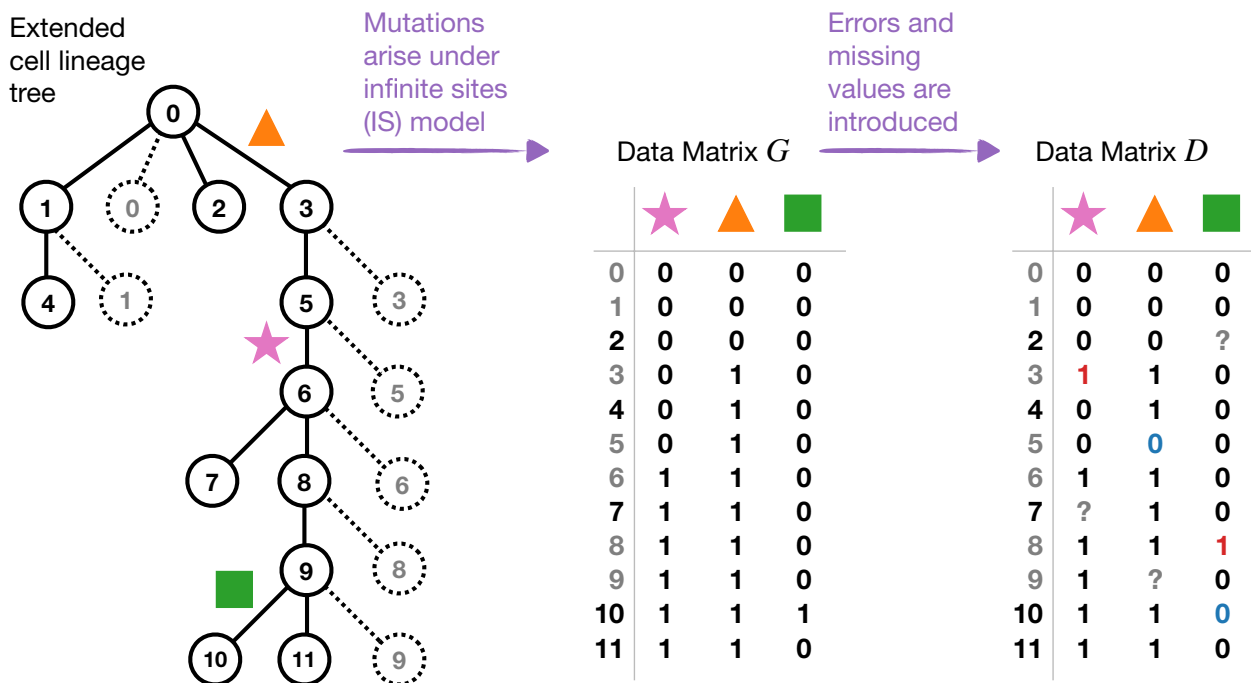 Extended
cell lineage
tree
Mutations
arise under
infinite sites
(IS) model
Errors and
missing
values are
introduced
0
1
0
2
3
4
1
5
3
6
5
7
8
6
9
8
10
11
9
Data Matrix G
0 0 0 0
1 0 0 0
2 0 0 0
3 0 1 0
4 0 1 0
5 0 1 0
6 1 1 0
7 1 1 0
8 1 1 0
9 1 1 0
10 1 1 1
11 1 1 0
Data Matrix D
0 0 0 0
1 0 0 0
2 0 0 ?
3 1 1 0
4 0 1 0
5 0 0 0
6 1 1 0
7 ? 1 0
8 1 1 1
9 1 ? 0
10 1 1 0
11 1 1 0